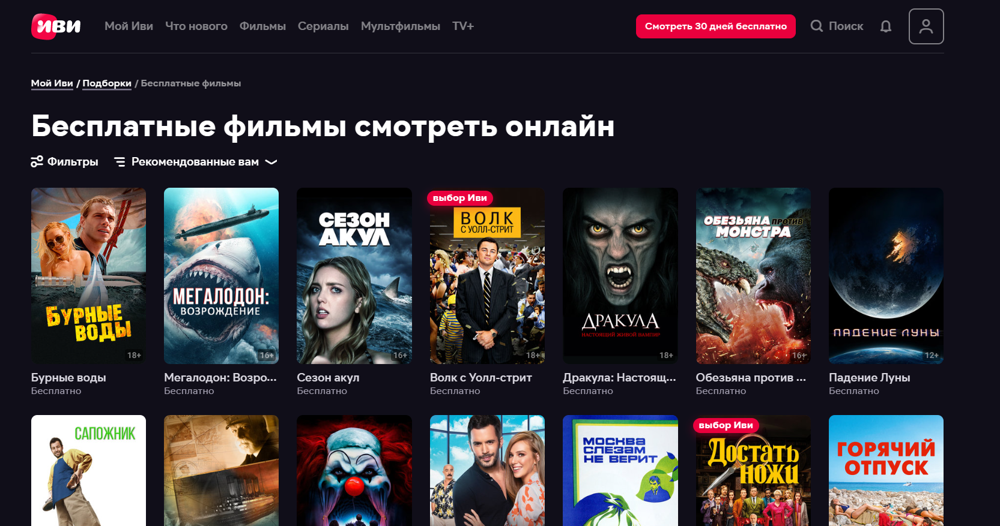 иви
Мой Иви Что нового Фильмы Сериалы Мультфильмы TV+
Смотреть 30 дней бесплатно
Поиск
Мой Иви / Подборки / Бесплатные фильмы
Бесплатные фильмы смотреть онлайн
Фильтры
Рекомендованные вам
БУРНЫЕ
ВОДЫ
18+
МЕГАЛОДОН:
ВОЗРОЖДЕНИЕ
16+
СЕЗОН
АКУЛ
16+
выбор Иви
ВОЛК
С УОЛЛ-СТРИТ
18+
ДРАКУЛА
НАСТОЯЩИЙ ЖИВОЙ ВАМПИР
18+
ОБЕЗЬЯНА ПРОТИВ
МОНСТРА
16+
ПАДЕНИЕ ЛУНЫ
12+
Бурные воды
Бесплатно
Мегалодон: Возро...
Бесплатно
Сезон акул
Бесплатно
Волк с Уолл-стрит
Бесплатно
Дракула: Настоящ...
Бесплатно
Обезьяна против ...
Бесплатно
Падение Луны
Бесплатно
САПОЖНИК
МОСКВА
СЛЕЗАМ
НЕ ВЕРИТ
выбор Иви
Достать
ножи
ГОРЯЧИЙ
ОТПУСК